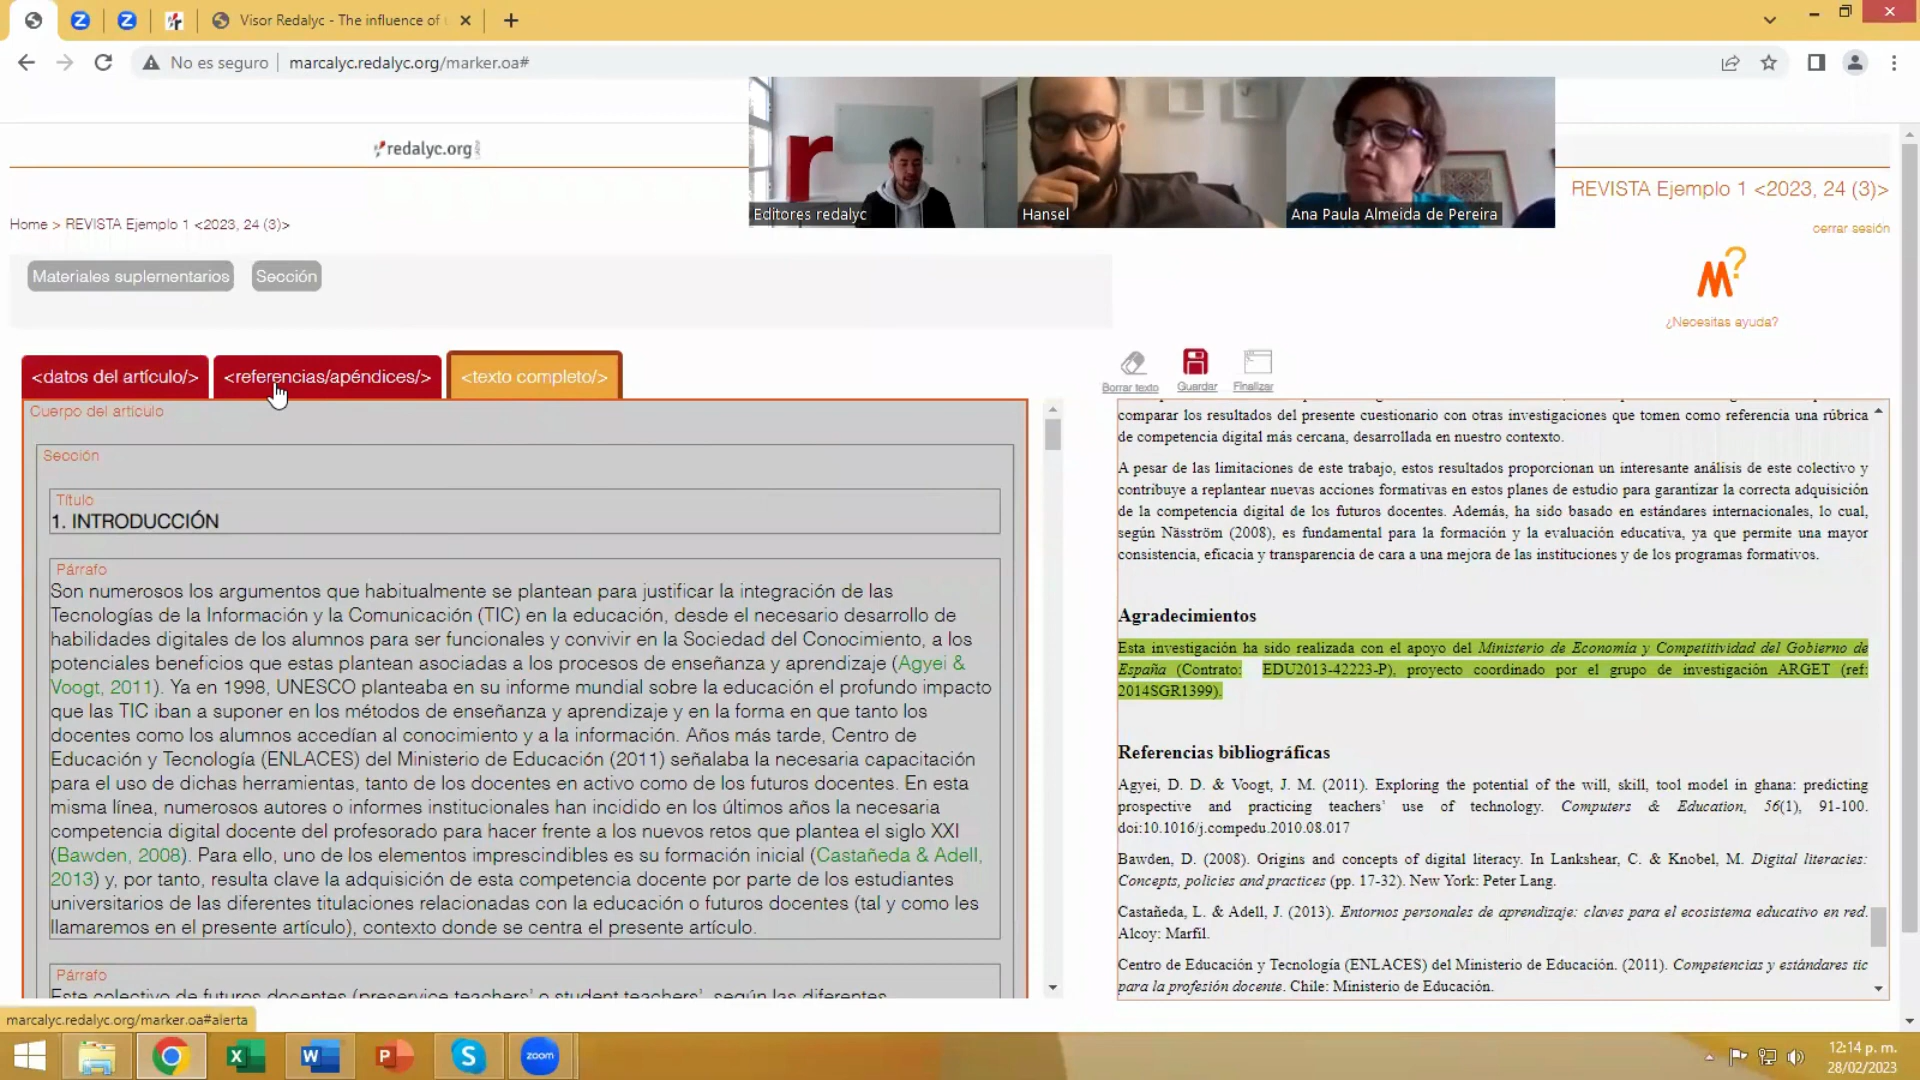 Visor Redalyc - The influence of
No es seguro
marcalyc.redalyc.org/marker.oa#
redalyc.org
Editores redalyc
Hansel
Ana Paula Almeida de Pereira
REVISTA Ejemplo 1 <2023, 24 (3)>
cerrar sesión
Home > REVISTA Ejemplo 1 <2023, 24 (3)>
Materiales suplementarios
Sección
M?
¿Necesitas ayuda?
<datos del artículo/>
<referencias/apéndices/>
<texto completo/>
Borrar texto
Guardar
Finalizar
Cuerpo del artículo
Sección
Título
1. INTRODUCCIÓN
Párrafo
Son numerosos los argumentos que habitualmente se plantean para justificar la integración de las
Tecnologías de la Información y la Comunicación (TIC) en la educación, desde el necesario desarrollo de
habilidades digitales de los alumnos para ser funcionales y convivir en la Sociedad del Conocimiento, a los
potenciales beneficios que estas plantean asociadas a los procesos de enseñanza y aprendizaje (Agyei &
Voogt, 2011). Ya en 1998, UNESCO planteaba en su informe mundial sobre la educación el profundo impacto
que las TIC iban a suponer en los métodos de enseñanza y aprendizaje y en la forma en que tanto los
docentes como los alumnos accedían al conocimiento y a la información. Años más tarde, Centro de
Educación y Tecnología (ENLACES) del Ministerio de Educación (2011) señalaba la necesaria capacitación
para el uso de dichas herramientas, tanto de los docentes en activo como de los futuros docentes. En esta
misma línea, numerosos autores o informes institucionales han incidido en los últimos años la necesaria
competencia digital docente del profesorado para hacer frente a los nuevos retos que plantea el siglo XXI
(Bawden, 2008). Para ello, uno de los elementos imprescindibles es su formación inicial (Castañeda & Adell,
2013) y, por tanto, resulta clave la adquisición de esta competencia docente por parte de los estudiantes
universitarios de las diferentes titulaciones relacionadas con la educación o futuros docentes (tal y como les
llamaremos en el presente artículo), contexto donde se centra el presente artículo.
Párrafo
Este colectivo de futuros docentes (preservice teachers' o student teachers', según las diferentes
comparar los resultados del presente cuestionario con otras investigaciones que tomen como referencia una rúbrica
de competencia digital más cercana, desarrollada en nuestro contexto.
A pesar de las limitaciones de este trabajo, estos resultados proporcionan un interesante análisis de este colectivo y
contribuye a replantear nuevas acciones formativas en estos planes de estudio para garantizar la correcta adquisición
de la competencia digital de los futuros docentes. Además, ha sido basado en estándares internacionales, lo cual,
según Näsström (2008), es fundamental para la formación y la evaluación educativa, ya que permite una mayor
consistencia, eficacia y transparencia de cara a una mejora de las instituciones y de los programas formativos.
Agradecimientos
Esta investigación ha sido realizada con el apoyo del Ministerio de Economía y Competitividad del Gobierno de
España (Contrato: EDU2013-42223-P), proyecto coordinado por el grupo de investigación ARGET (ref:
2014SGR1399).
Referencias bibliográficas
Agyei, D. D. & Voogt, J. M. (2011). Exploring the potential of the will, skill, tool model in ghana: predicting
prospective and practicing teachers' use of technology. Computers & Education, 56(1), 91-100.
doi:10.1016/j.compedu.2010.08.017
Bawden, D. (2008). Origins and concepts of digital literacy. In Lankshear, C. & Knobel, M. Digital literacies:
Concepts, policies and practices (pp. 17-32). New York: Peter Lang.
Castañeda, L. & Adell, J. (2013). Entornos personales de aprendizaje: claves para el ecosistema educativo en red.
Alcoy: Marfil.
Centro de Educación y Tecnología (ENLACES) del Ministerio de Educación. (2011). Competencias y estándares tic
para la profesión docente. Chile: Ministerio de Educación.
marcalyc.redalyc.org/marker.oa#alerta
zoom
12:14 p. m.
28/02/2023